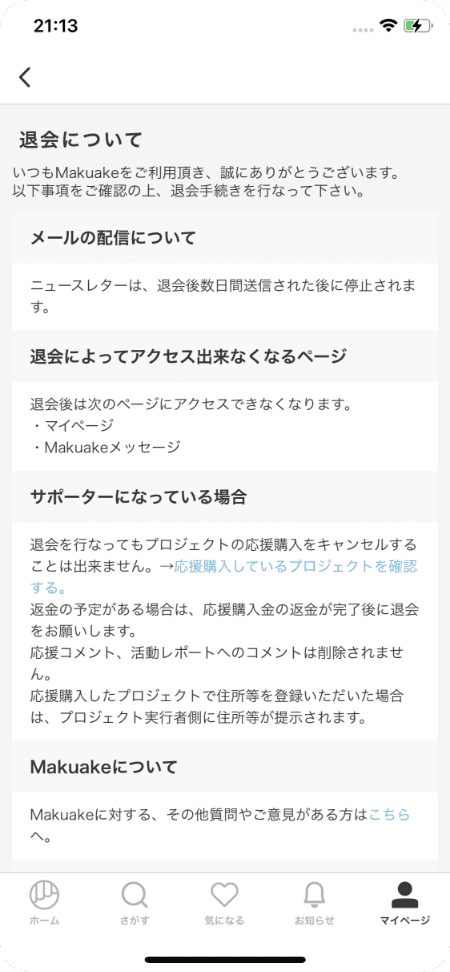 21:13
退会について
いつもMakuakeをご利用頂き、誠にありがとうございます。
以下事項をご確認の上、退会手続きを行なって下さい。
メールの配信について
ニュースレターは、退会後数日間送信された後に停止されま
す。
退会によってアクセス出来なくなるページ
退会後は次のページにアクセスできなくなります。
・マイページ
・Makuakeメッセージ
サポーターになっている場合
退会を行なってもプロジェクトの応援購入をキャンセルする
ことは出来ません。→応援購入しているプロジェクトを確認
する。
返金の予定がある場合は、応援購入金の返金が完了後に退会
をお願いします。
応援コメント、活動レポートへのコメントは削除されませ
ん。
応援購入したプロジェクトで住所等を登録いただいた場合
は、プロジェクト実行者側に住所等が提示されます。
Makuakeについて
Makuakeに対する、その他質問やご意見がある方はこちら
へ。
ホーム
さがす
気になる
お知らせ
マイページ